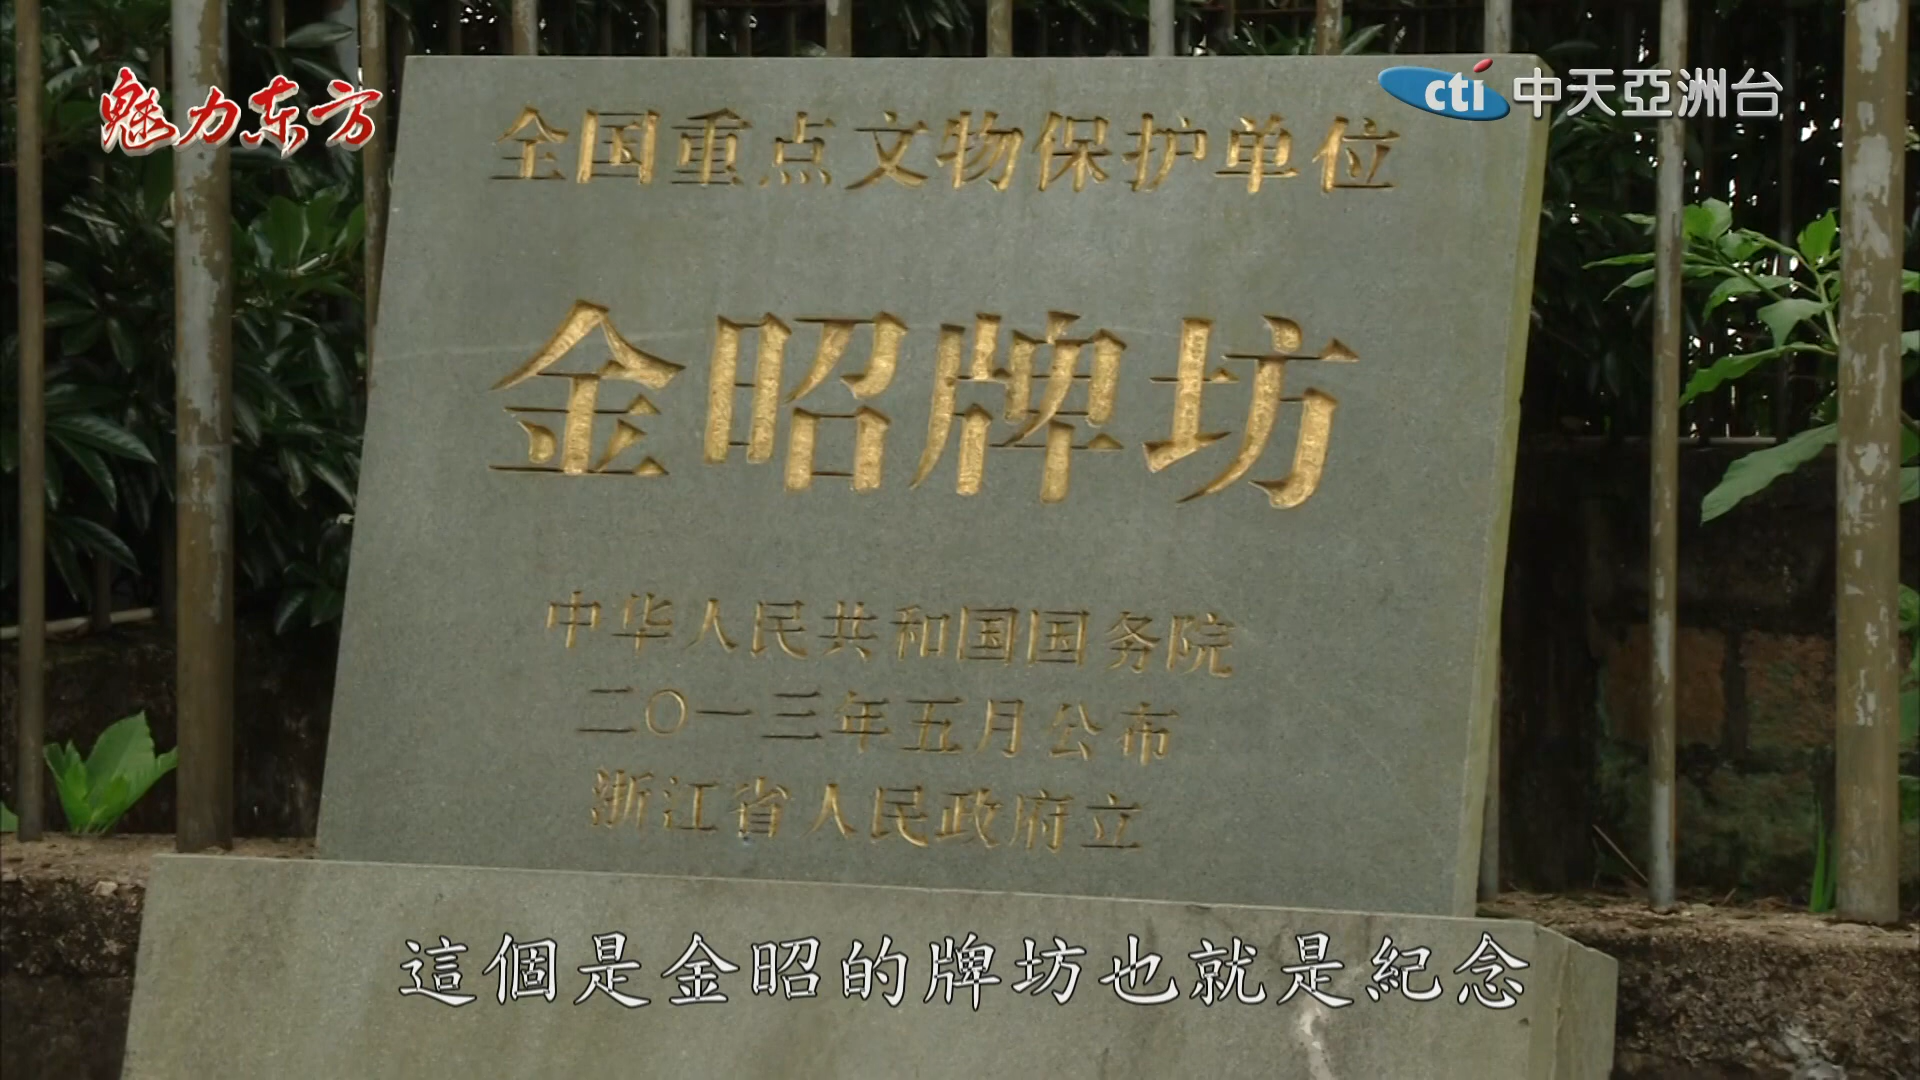 魅力东方
cti 中天亞洲台
全国重点文物保护单位
金昭牌坊
中华人民共和国国务院
二〇一三年五月公布
浙江省人民政府立
這個是金昭的牌坊也就是紀念